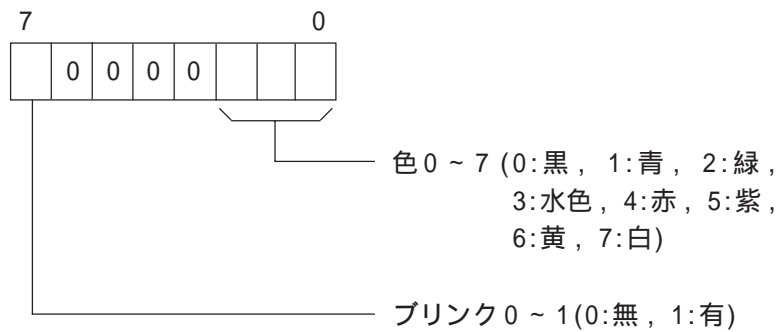 7 0
0 0 0 0
色0 ~ 7 (0:黒, 1:青, 2:緑,
3:水色, 4:赤, 5:紫,
6:黄, 7:白)
ブリンク 0 ~ 1(0:無, 1:有)